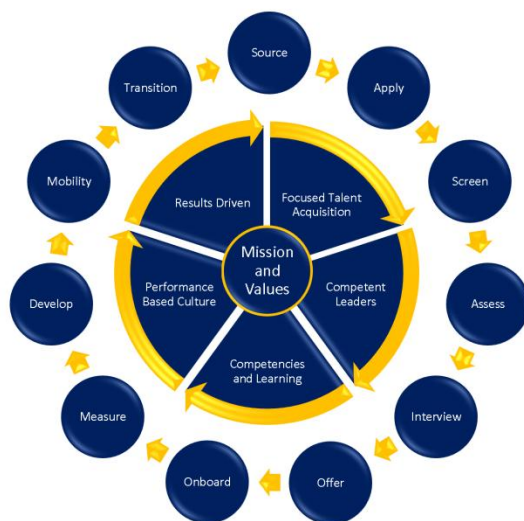 Source
Apply
Screen
Assess
Interview
Offer
Onboard
Measure
Develop
Mobility
Transition
Focused Talent
Acquisition
Competent
Leaders
Competencies
and Learning
Performance
Based Culture
Results Driven
Mission
and
Values